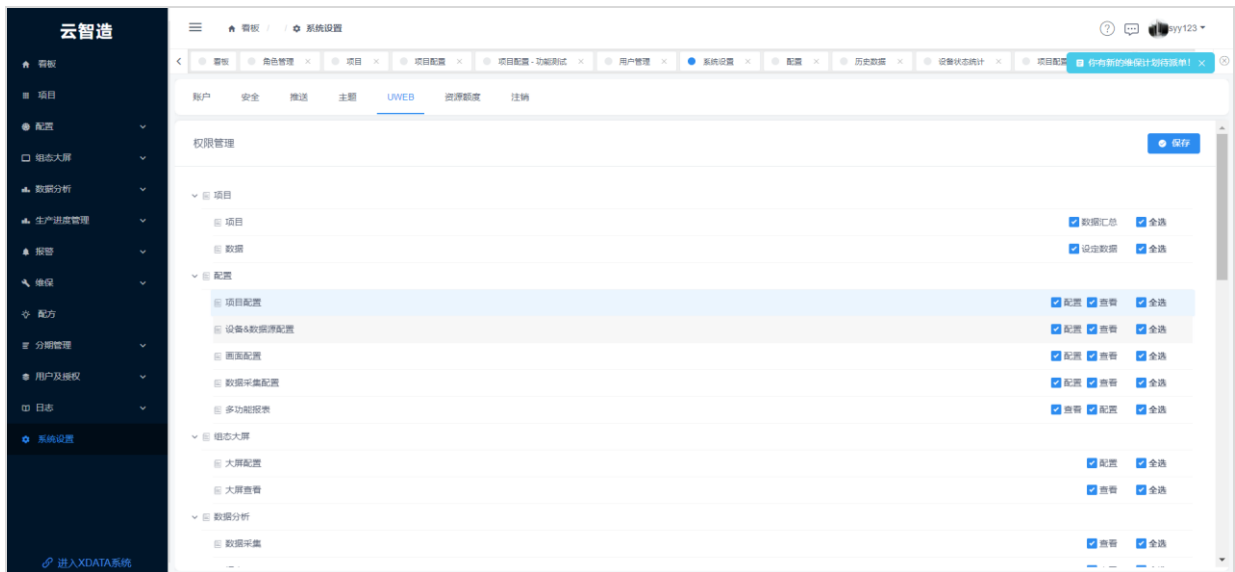 云智造
看板 / / 系统设置
syy123
看板
看板 角色管理 项目 项目配置 项目配置-功能测试 用户管理 系统设置 配置 历史数据 设备状态统计 项目配置
你有新的维保计划待派单!
项目
账户 安全 推送 主题 UWEB 资源额度 注销
配置
权限管理 保存
组态大屏
数据分析
项目
生产进度管理
项目 数据汇总 全选
报警
数据 设定数据 全选
维保
配置
配方
项目配置 配置 查看 全选
设备&数据源配置 配置 查看 全选
分期管理
画面配置 配置 查看 全选
用户及授权
数据采集配置 配置 查看 全选
日志
多功能报表 查看 配置 全选
系统设置
组态大屏
大屏配置 配置 全选
大屏查看 查看 全选
数据分析
数据采集 查看 全选
进入XDATA系统